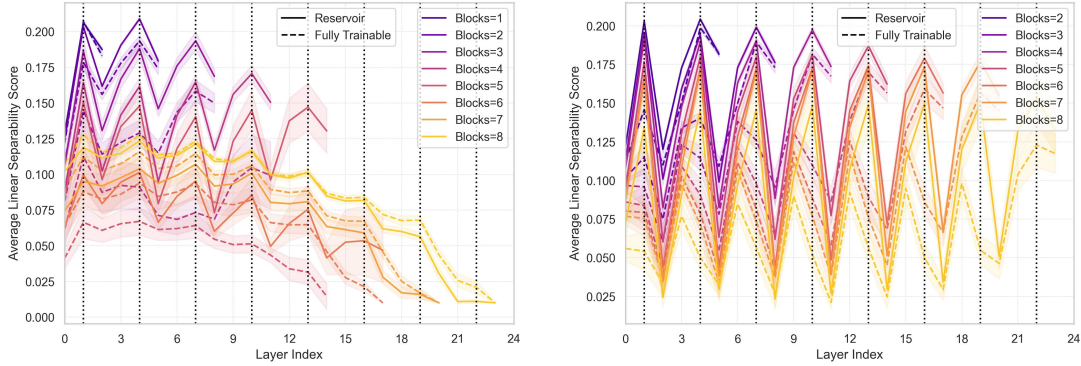 Average Linear Separability Score
0.200
0.175
0.150
0.125
0.100
0.075
0.050
0.025
0.000
0 3 6 9 12 15 18 21 24
Layer Index
Reservoir
Fully Trainable
Blocks=1
Blocks=2
Blocks=3
Blocks=4
Blocks=5
Blocks=6
Blocks=7
Blocks=8
Average Linear Separability Score
0.200
0.175
0.150
0.125
0.100
0.075
0.050
0.025
0 3 6 9 12 15 18 21 24
Layer Index
Reservoir
Fully Trainable
Blocks=2
Blocks=3
Blocks=4
Blocks=5
Blocks=6
Blocks=7
Blocks=8